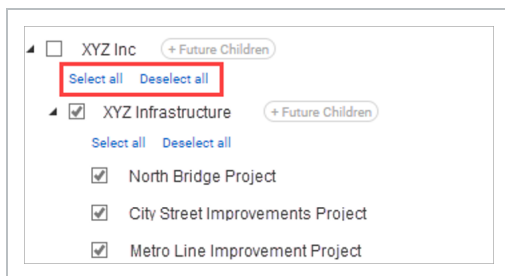 XYZ Inc + Future Children
Select all Deselect all
XYZ Infrastructure + Future Children
Select all Deselect all
North Bridge Project
City Street Improvements Project
Metro Line Improvement Project